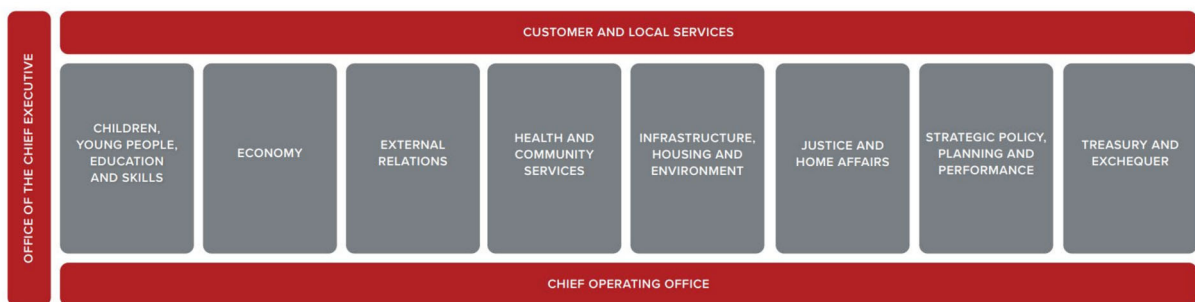 OFFICE OF THE CHIEF EXECUTIVE
CUSTOMER AND LOCAL SERVICES
CHILDREN,
YOUNG PEOPLE,
EDUCATION
AND SKILLS
ECONOMY
EXTERNAL
RELATIONS
HEALTH AND
COMMUNITY
SERVICES
INFRASTRUCTURE,
HOUSING AND
ENVIRONMENT
JUSTICE AND
HOME AFFAIRS
STRATEGIC POLICY,
PLANNING AND
PERFORMANCE
TREASURY AND
EXCHEQUER
CHIEF OPERATING OFFICE